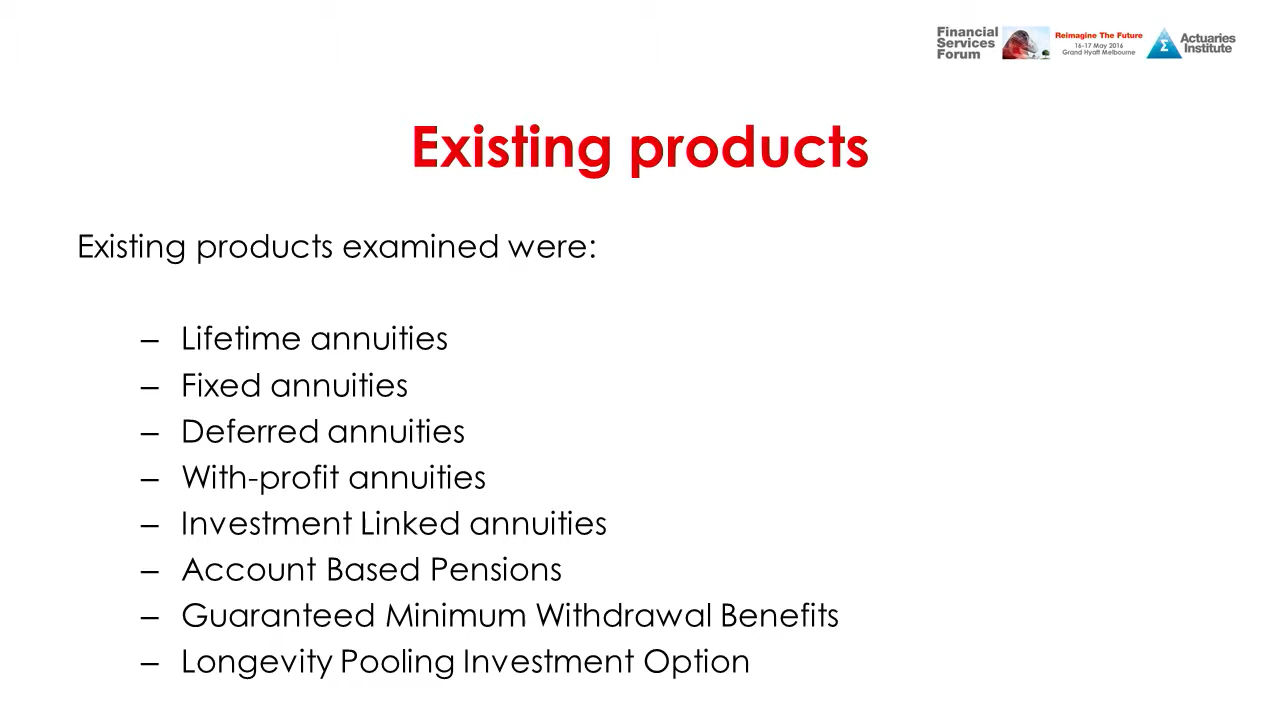 Financial
Services
Forum
Reimagine The Future
16-17 May 2016
Grand Hyatt Melbourne
Σ
Actuaries
Institute
Existing products
Existing products examined were:
– Lifetime annuities
– Fixed annuities
– Deferred annuities
– With-profit annuities
– Investment Linked annuities
– Account Based Pensions
– Guaranteed Minimum Withdrawal Benefits
– Longevity Pooling Investment Option